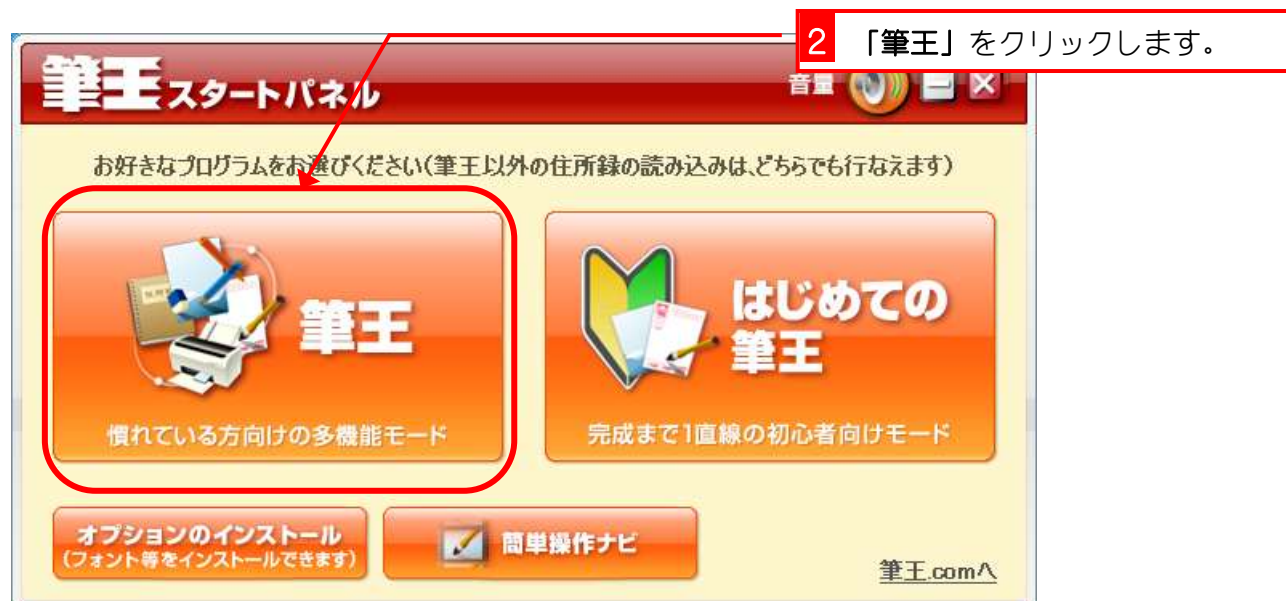 2 「筆王」をクリックします。
筆王スタートパネル
音量
お好きなプログラムをお選びください(筆王以外の住所録の読み込みは、どちらでも行なえます)
筆王
慣れている方向けの多機能モード
はじめての
筆王
完成まで1直線の初心者向けモード
オプションのインストール
(フォント等をインストールできます)
簡単操作ナビ
筆王.comへ